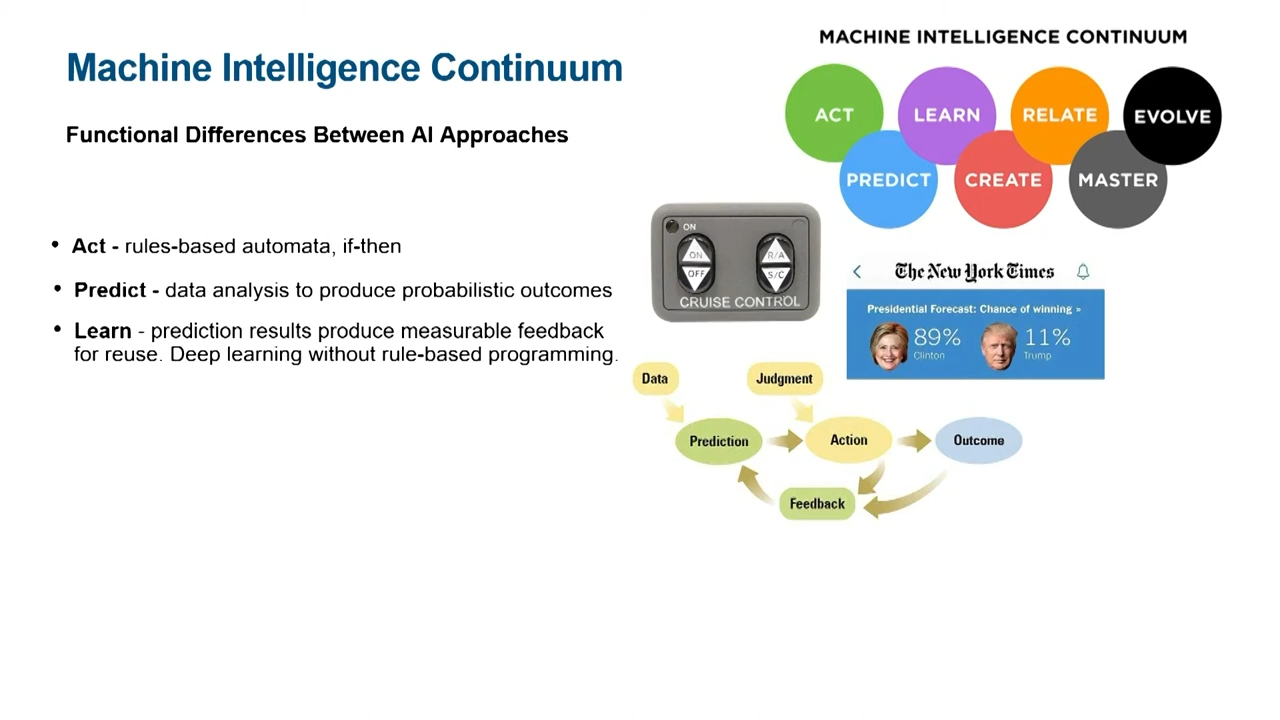 Machine Intelligence Continuum
Functional Differences Between AI Approaches
• Act - rules-based automata, if-then
• Predict - data analysis to produce probabilistic outcomes
• Learn - prediction results produce measurable feedback
for reuse. Deep learning without rule-based programming.
MACHINE INTELLIGENCE CONTINUUM
ACT
LEARN
RELATE
EVOLVE
PREDICT
CREATE
MASTER
ON
ON
R/A
OFF
S/C
CRUISE CONTROL
The New York Times
Presidential Forecast: Chance of winning »
89%
Clinton
11%
Trump
Data
Judgment
Prediction
Action
Outcome
Feedback